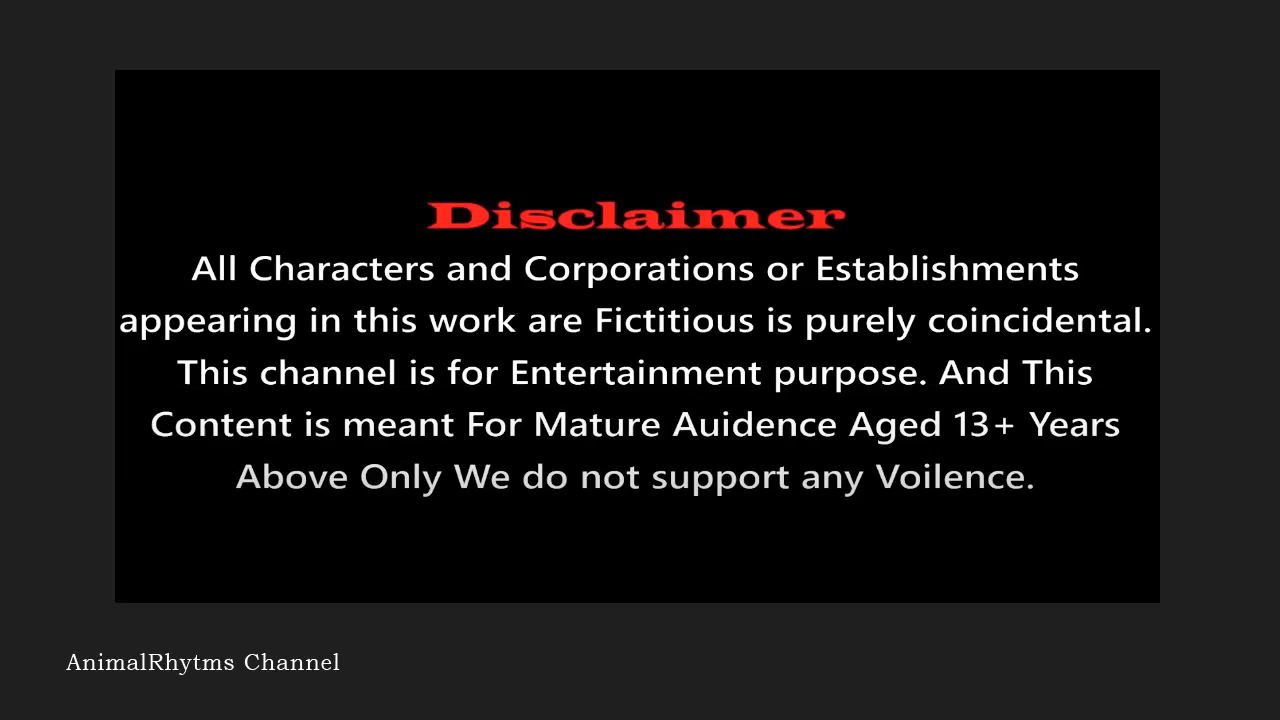 Disclaimer
All Characters and Corporations or Establishments
appearing in this work are Fictitious is purely coincidental.
This channel is for Entertainment purpose. And This
Content is meant For Mature Auidence Aged 13+ Years
Above Only We do not support any Voilence.
AnimalRhytms Channel